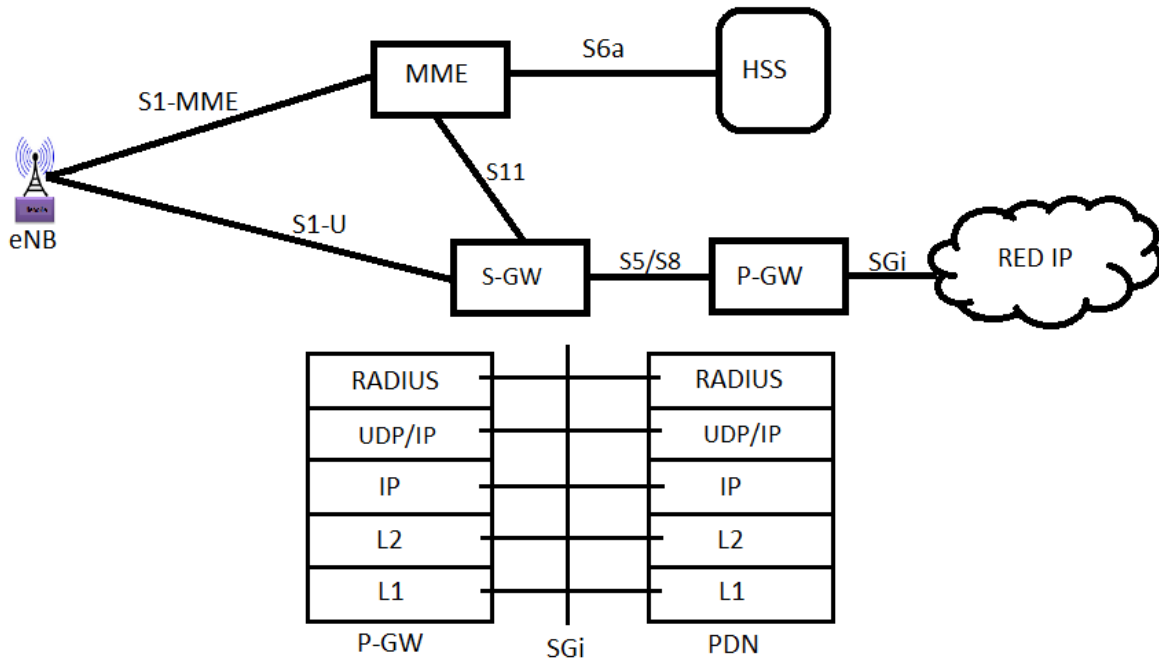 S6a
MME
HSS
S1-MME
S11
eNB
S1-U
S-GW
S5/S8
P-GW
SGi
RED IP
RADIUS
RADIUS
UDP/IP
UDP/IP
IP
IP
L2
L2
L1
L1
P-GW
SGi
PDN